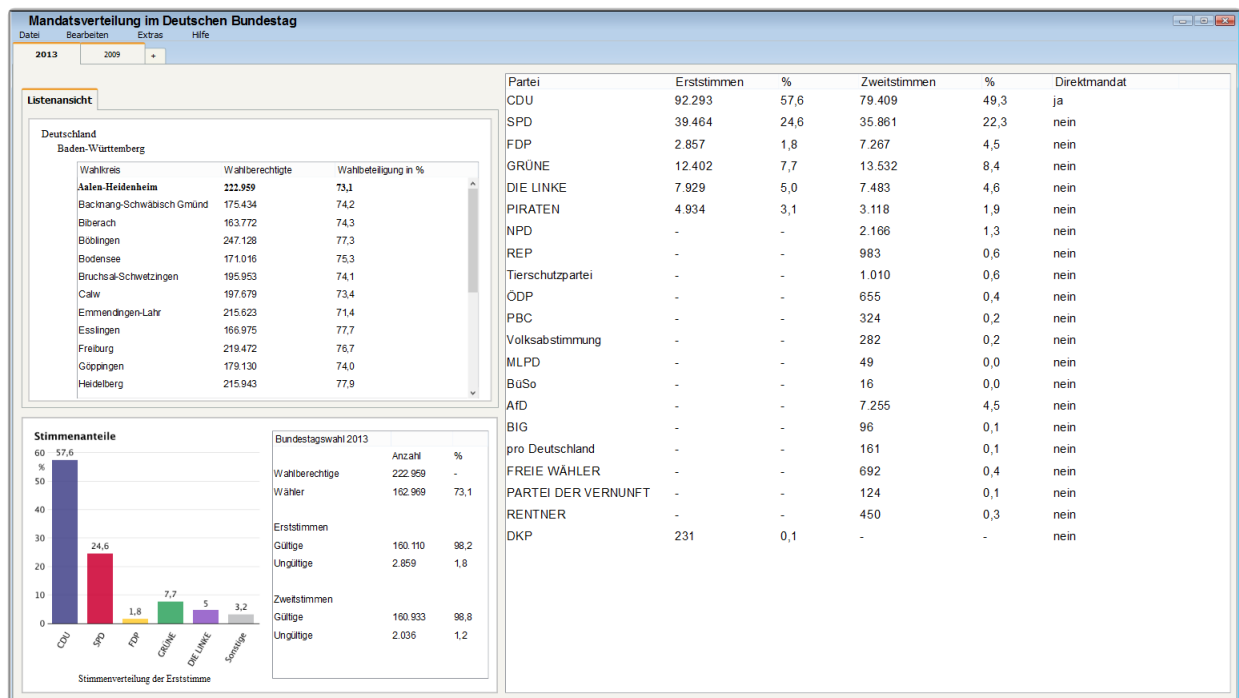 Mandatsverteilung im Deutschen Bundestag
Datei Bearbeiten Extras Hilfe
2013 2009 +
Listenansicht
Deutschland
Baden-Württemberg
Wahlkreis Wahlberechtigte Wahlbeteiligung in %
Aalen-Heidenheim 222.959 73,1
Backnang-Schwäbisch Gmünd 175.434 74,2
Biberach 163.772 74,3
Böblingen 247.128 77,3
Bodensee 171.016 75,3
Bruchsal-Schwetzingen 195.953 74,1
Calw 197.679 73,4
Emmendingen-Lahr 215.623 71,4
Esslingen 166.975 77,7
Freiburg 219.472 76,7
Göppingen 179.130 74,0
Heidelberg 215.943 77,9
Stimmenanteile
60 57,6
%
50
40
30
24,6
20
10
7,7
5
3,2
1,8
0
CDU SPD FDP GRÜNE DIE LINKE Sonstige
Stimmenverteilung der Erststimme
Bundestagswahl 2013
Anzahl %
Wahlberechtige 222.959 -
Wähler 162.969 73,1
Erststimmen
Gültige 160.110 98,2
Ungültige 2.859 1,8
Zweitstimmen
Gültige 160.933 98,8
Ungültige 2.036 1,2
Partei Erststimmen % Zweitstimmen % Direktmandat
CDU 92.293 57,6 79.409 49,3 ja
SPD 39.464 24,6 35.861 22,3 nein
FDP 2.857 1,8 7.267 4,5 nein
GRÜNE 12.402 7,7 13.532 8,4 nein
DIE LINKE 7.929 5,0 7.483 4,6 nein
PIRATEN 4.934 3,1 3.118 1,9 nein
NPD - - 2.166 1,3 nein
REP - - 983 0,6 nein
Tierschutzpartei - - 1.010 0,6 nein
ÖDP - - 655 0,4 nein
PBC - - 324 0,2 nein
Volksabstimmung - - 282 0,2 nein
MLPD - - 49 0,0 nein
BüSo - - 16 0,0 nein
AfD - - 7.255 4,5 nein
BIG - - 96 0,1 nein
pro Deutschland - - 161 0,1 nein
FREIE WÄHLER - - 692 0,4 nein
PARTEI DER VERNUNFT - - 124 0,1 nein
RENTNER - - 450 0,3 nein
DKP 231 0,1 - - nein